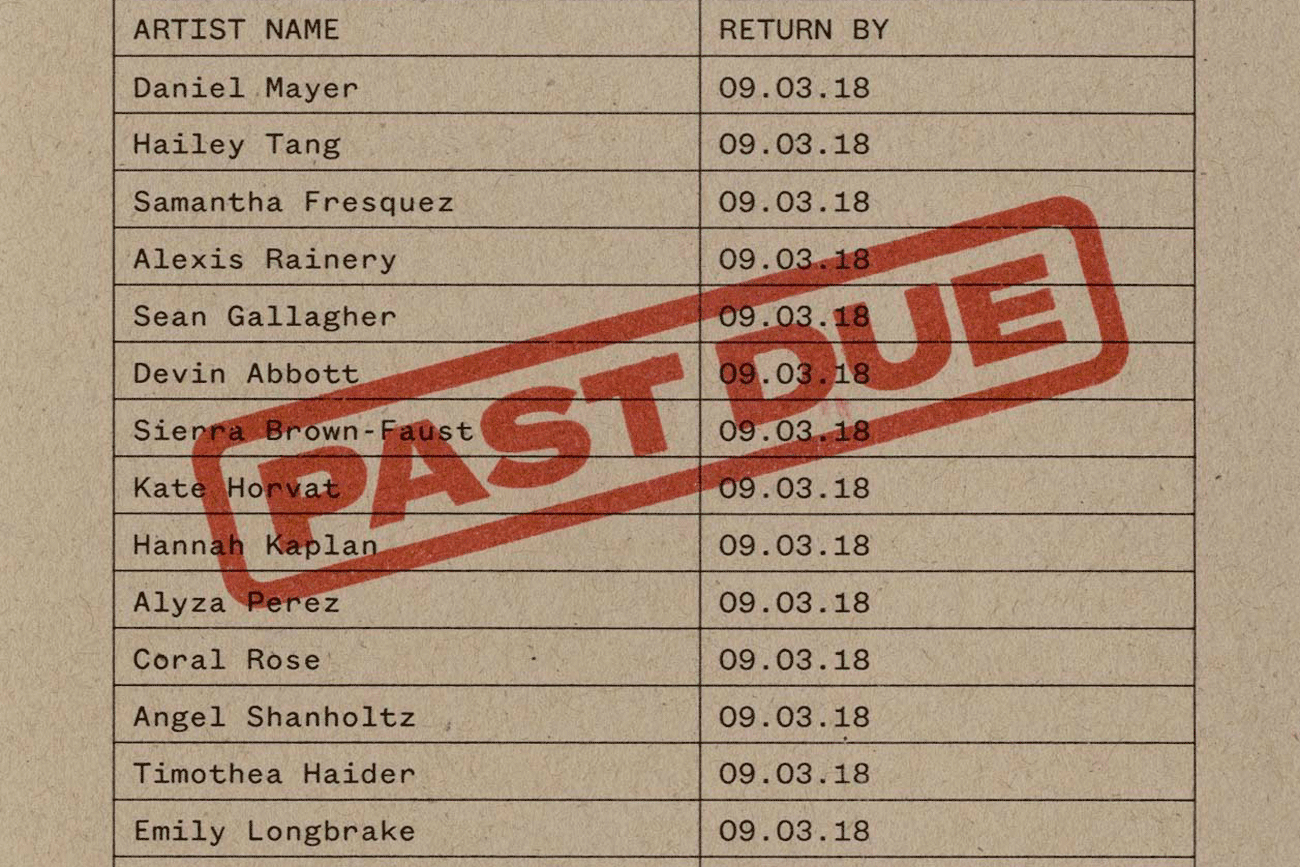 ARTIST NAME RETURN BY
Daniel Mayer 09.03.18
Hailey Tang 09.03.18
Samantha Fresquez 09.03.18
Alexis Rainery 09.03.18
Sean Gallagher 09.03.18
Devin Abbott 09.03.18
Sierra Brown-Faust 09.03.18
Kate Horvat 09.03.18
Hannah Kaplan 09.03.18
Alyza Perez 09.03.18
Coral Rose 09.03.18
Angel Shanholtz 09.03.18
Timothea Haider 09.03.18
Emily Longbrake 09.03.18
PAST DUE